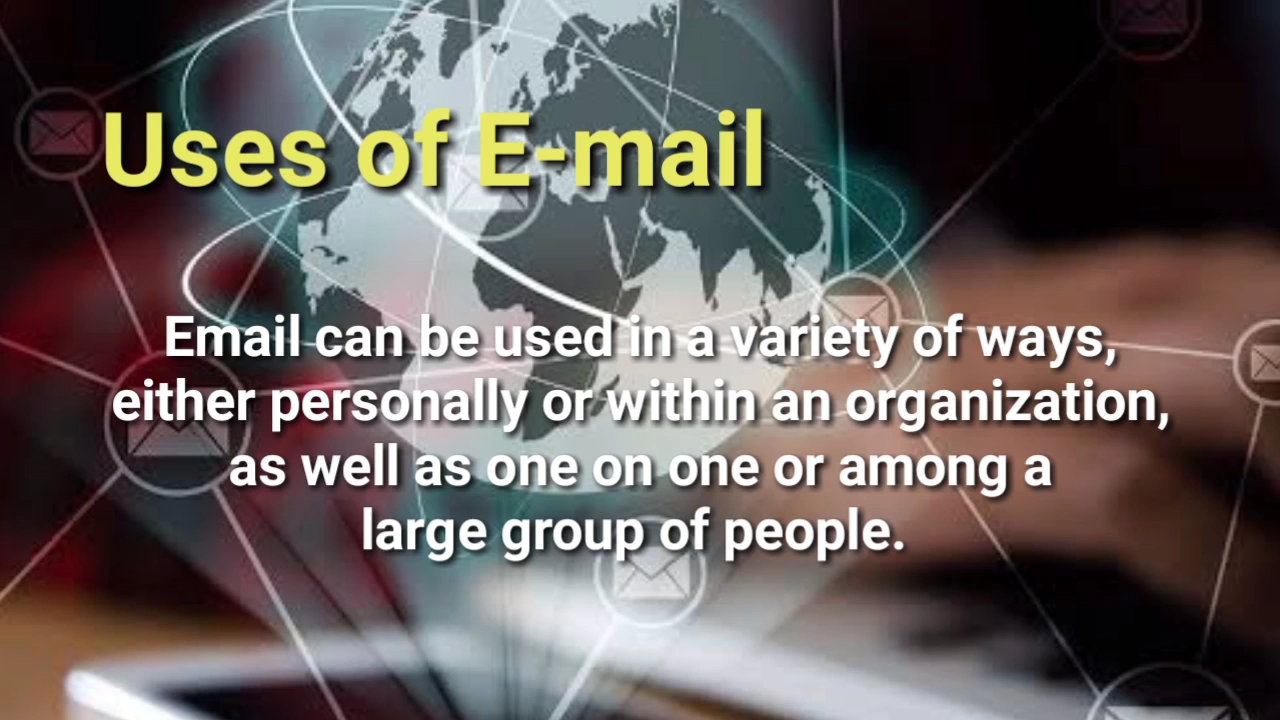 Uses of E-mail
Email can be used in a variety of ways,
either personally or within an organization,
as well as one on one or among a
large group of people.